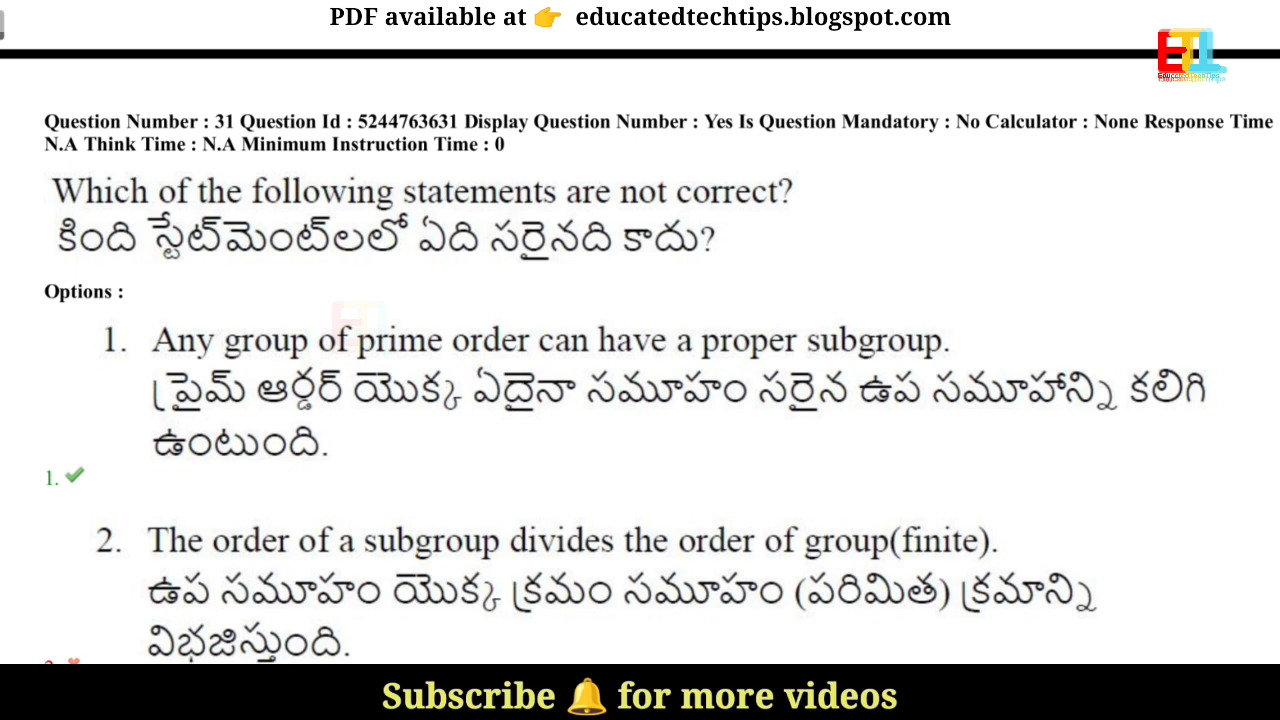 PDF available at 👉 educatedtechtips.blogspot.com
ETL
Question Number : 31 Question Id : 5244763631 Display Question Number : Yes Is Question Mandatory : No Calculator : None Response Time
N.A Think Time : N.A Minimum Instruction Time : 0
Which of the following statements are not correct?
కింది స్టేట్‌మెంట్‌లలో ఏది సరైనది కాదు?
Options :
1. Any group of prime order can have a proper subgroup.
ప్రైమ్ ఆర్డర్ యొక్క ఏదైనా సమూహం సరైన ఉప సమూహాన్ని కలిగి
ఉంటుంది.
1. ✔
2. The order of a subgroup divides the order of group(finite).
ఉప సమూహం యొక్క క్రమం సమూహం (పరిమిత) క్రమాన్ని
విభజిస్తుంది.
Subscribe 🔔 for more videos